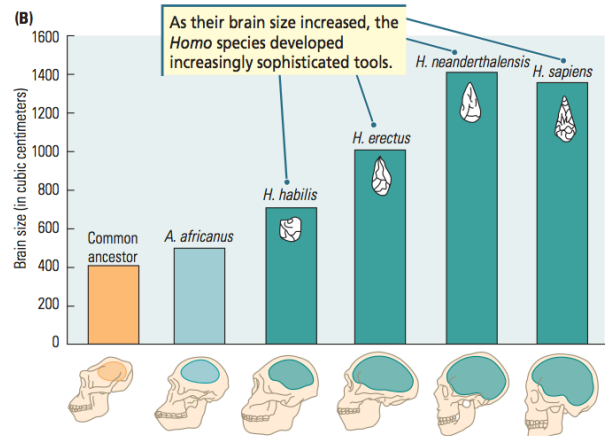 (B)
As their brain size increased, the
Homo species developed
increasingly sophisticated tools.
Brain size (in cubic centimeters)
1600
1400
1200
1000
800
600
400
200
0
Common
ancestor
A. africanus
H. habilis
H. erectus
H. neanderthalensis
H. sapiens